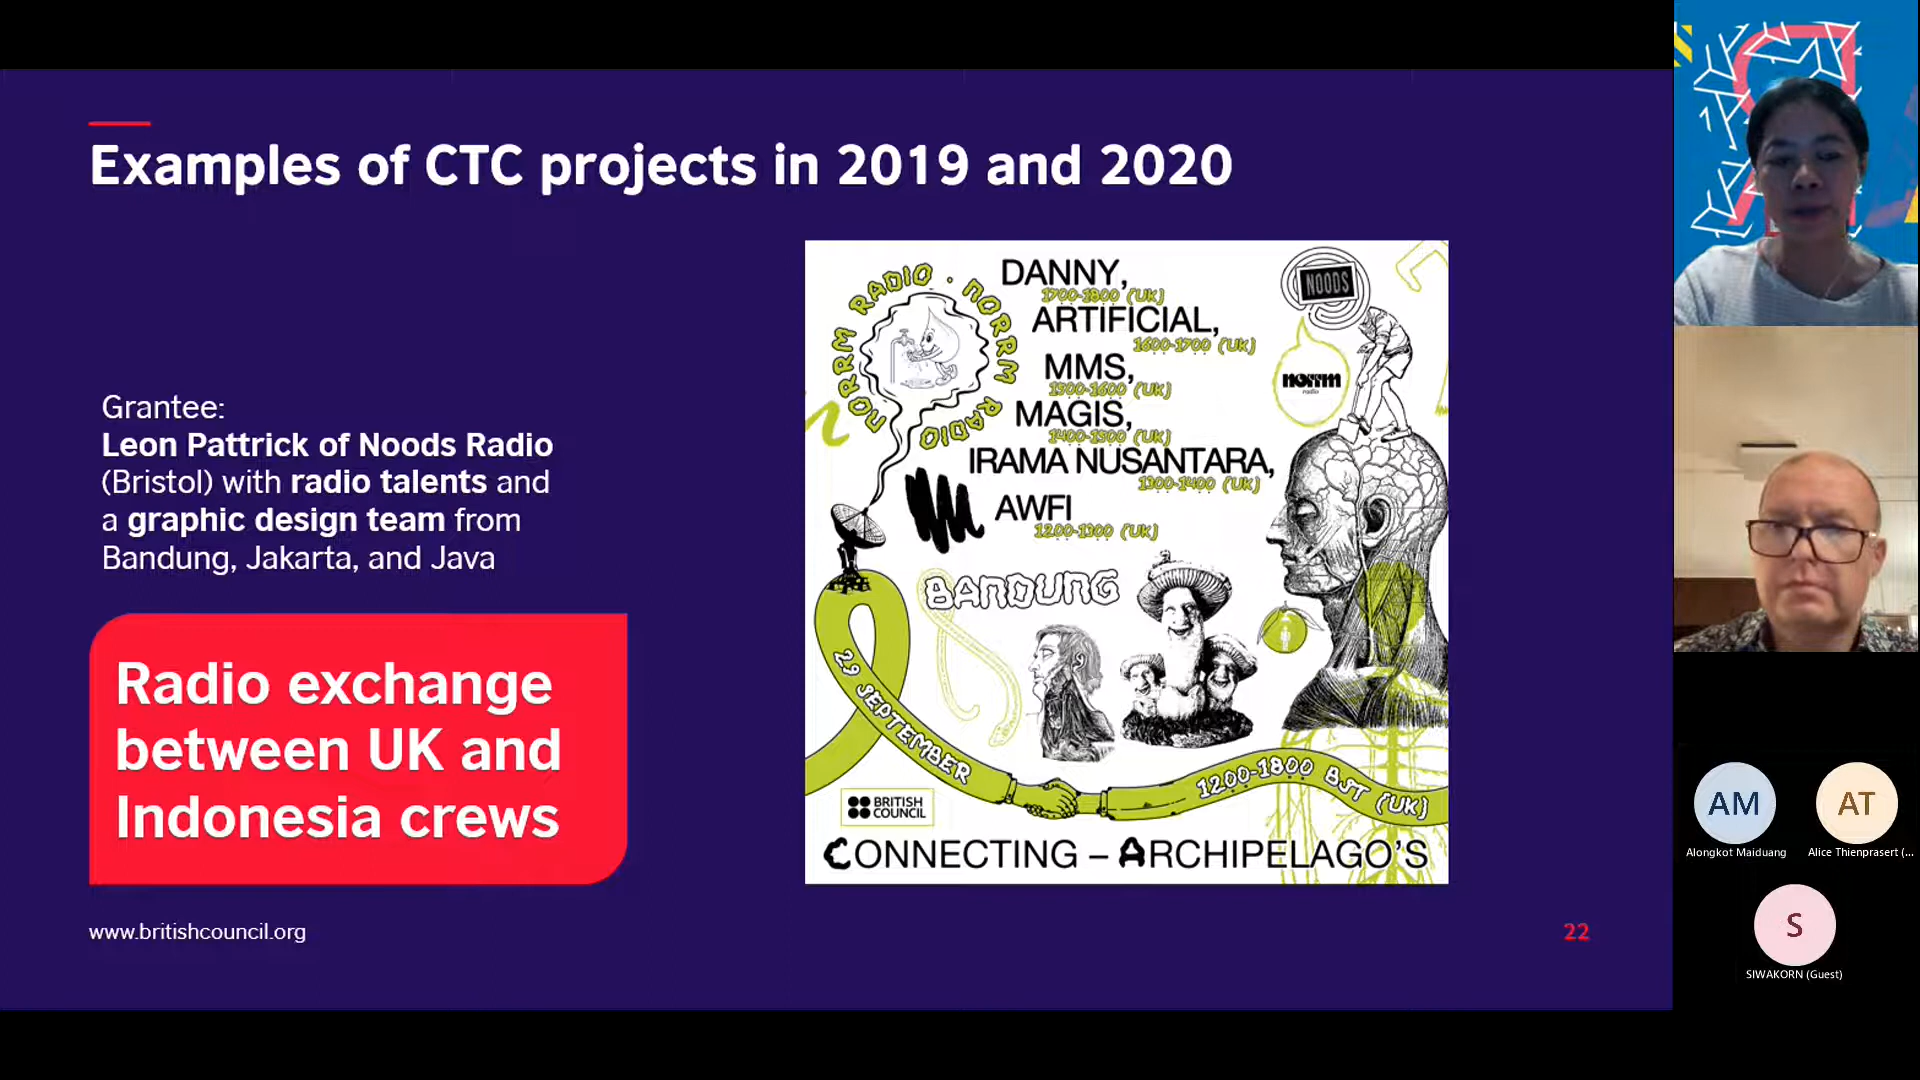 Examples of CTC projects in 2019 and 2020
Grantee:
Leon Pattrick of Noods Radio
(Bristol) with radio talents and
a graphic design team from
Bandung, Jakarta, and Java
Radio exchange
between UK and
Indonesia crews
NORRM RADIO · NORRM RADIO
DANNY,
1700-1800 (UK)
ARTIFICIAL,
1600-1700 (UK)
MMS,
1500-1600 (UK)
MAGIS,
1400-1500 (UK)
IRAMA NUSANTARA,
1300-1400 (UK)
AWFI
1200-1300 (UK)
NOODS
norrm
radio
BANDUNG
29 SEPTEMBER
1200-1800 BST (UK)
BRITISH
COUNCIL
CONNECTING – ARCHIPELAGO'S
www.britishcouncil.org
22
AM
Alongkot Maiduang
AT
Alice Thienprasert (...
S
SIWAKORN (Guest)